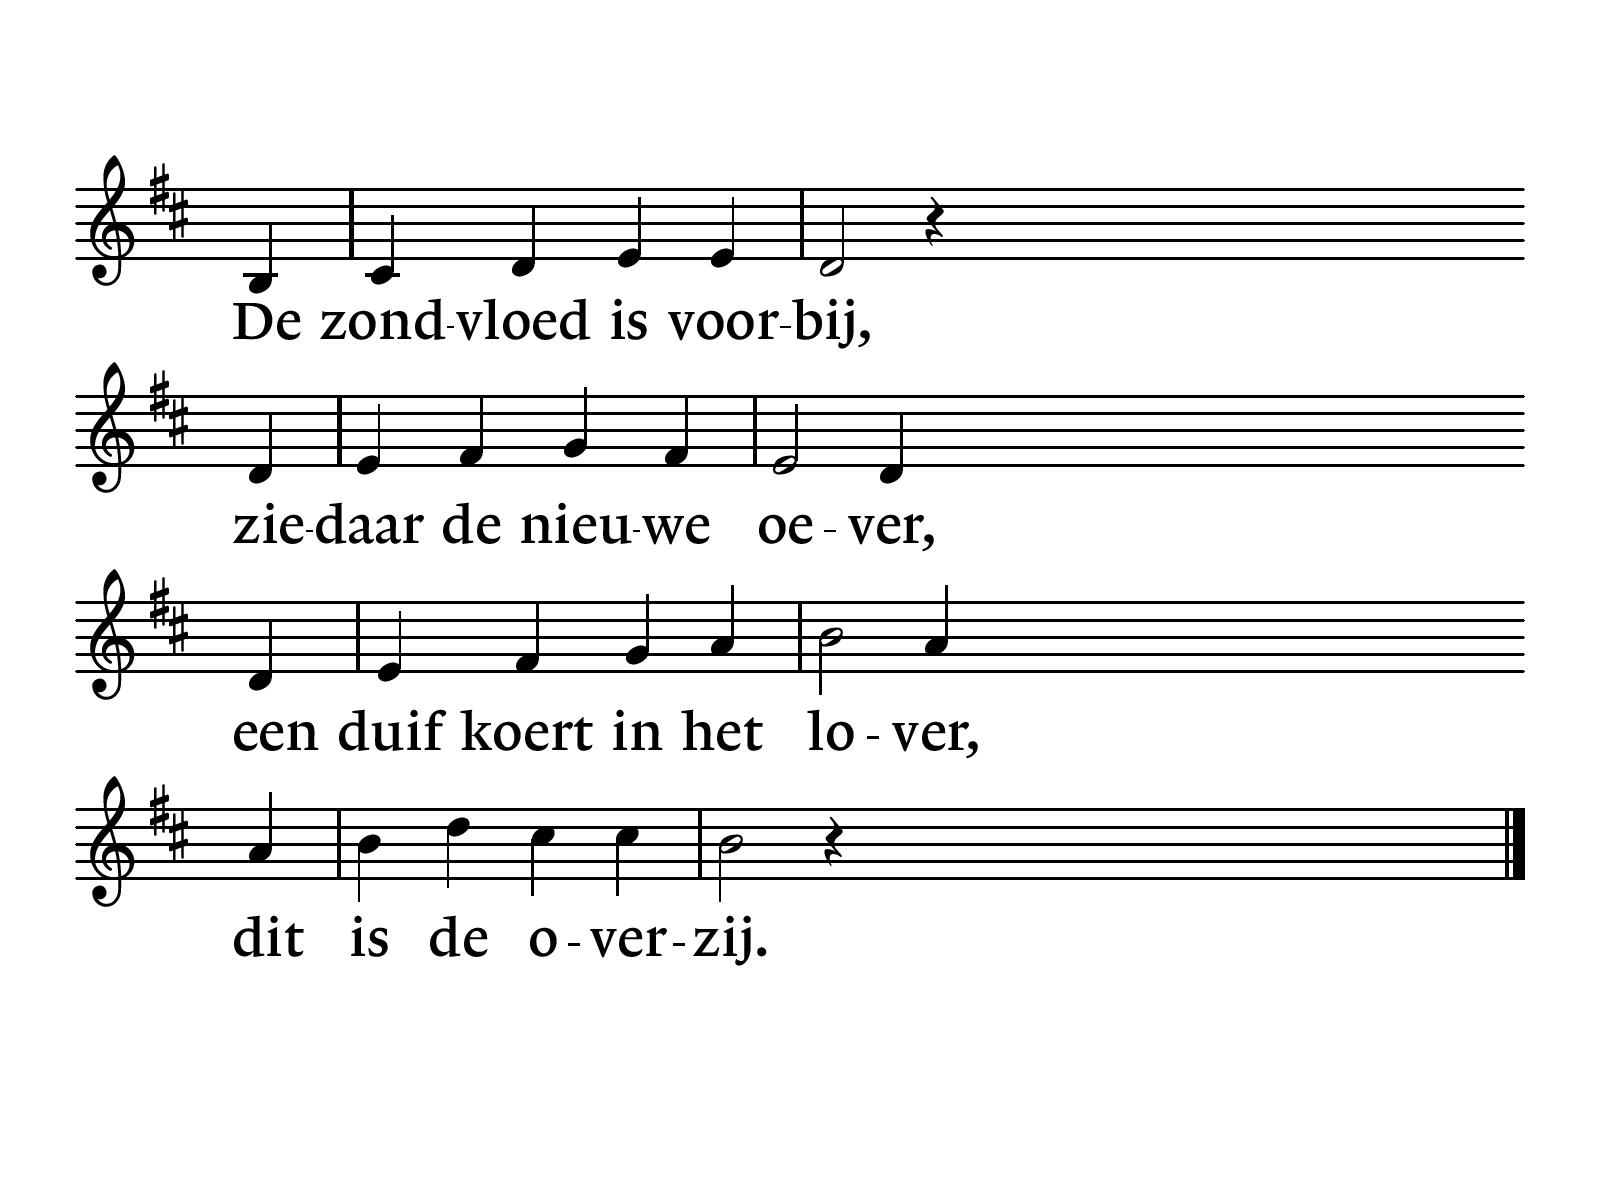 De zond-vloed is voor-bij,
zie-daar de nieu-we oe-ver,
een duif koert in het lo-ver,
dit is de o-ver-zij.